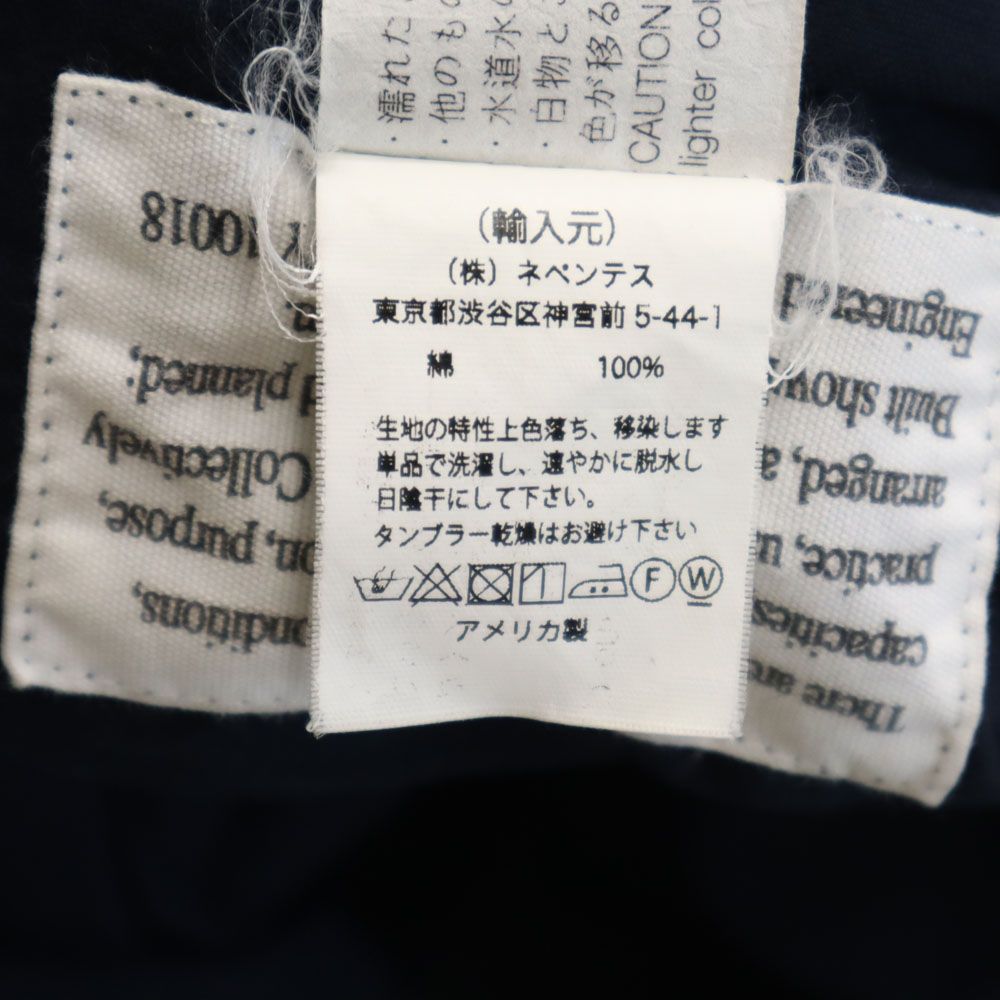 ・濡れた
・他のも
・水道水の
・白物と
色が移る
CAUTION
lighter
(輸入元)
(株)ネペンテス
東京都渋谷区神宮前 5-44-1
綿 100%
生地の特性上色落ち、移染します
単品で洗濯し、速やかに脱水し
日陰干にして下さい。
タンブラー乾燥はお避け下さい
F W
アメリカ製
There are
capacities
practice,
arranged,
Built
Engineered
conditions,
purpose,
Collectively
planned,
10018